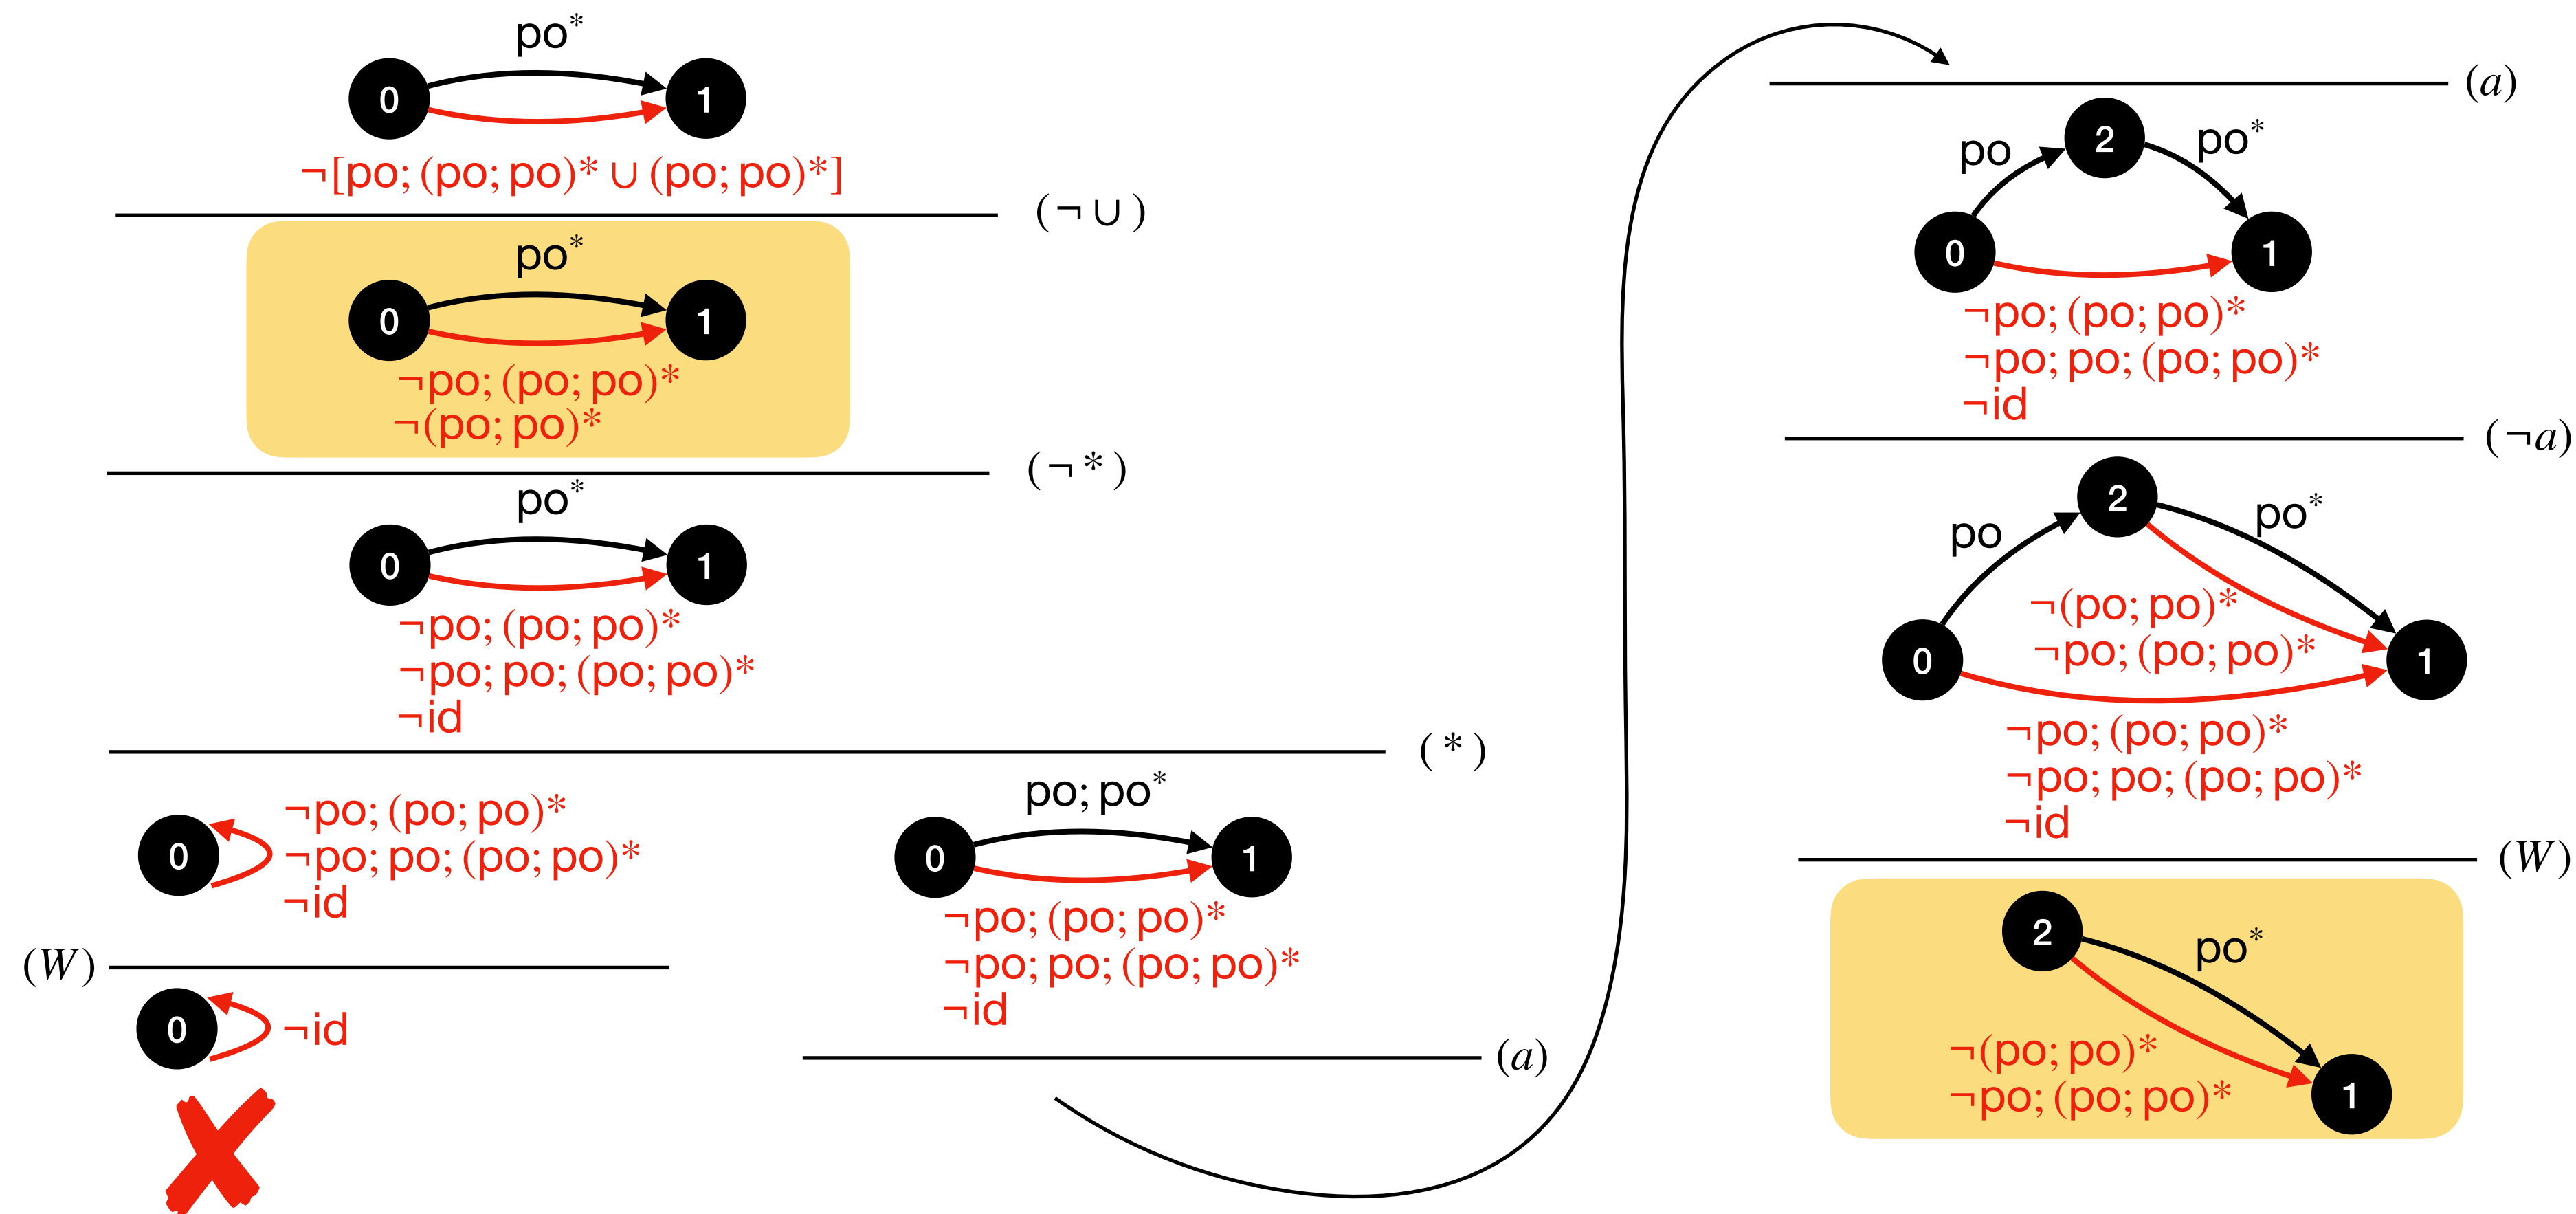 po*
0 1
¬[po; (po; po)* ∪ (po; po)*]
(¬∪)
po*
0 1
¬po; (po; po)*
¬(po; po)*
(¬*)
po*
0 1
¬po; (po; po)*
¬po; po; (po; po)*
¬id
(*)
0
¬po; (po; po)*
¬po; po; (po; po)*
¬id
(W)
0 ¬id
po; po*
0 1
¬po; (po; po)*
¬po; po; (po; po)*
¬id
(a)
(a)
po 2 po*
0 1
¬po; (po; po)*
¬po; po; (po; po)*
¬id
(¬a)
2
po po*
¬(po; po)*
¬po; (po; po)*
0 1
¬po; (po; po)*
¬po; po; (po; po)*
¬id
(W)
2 po*
¬(po; po)*
¬po; (po; po)*
1